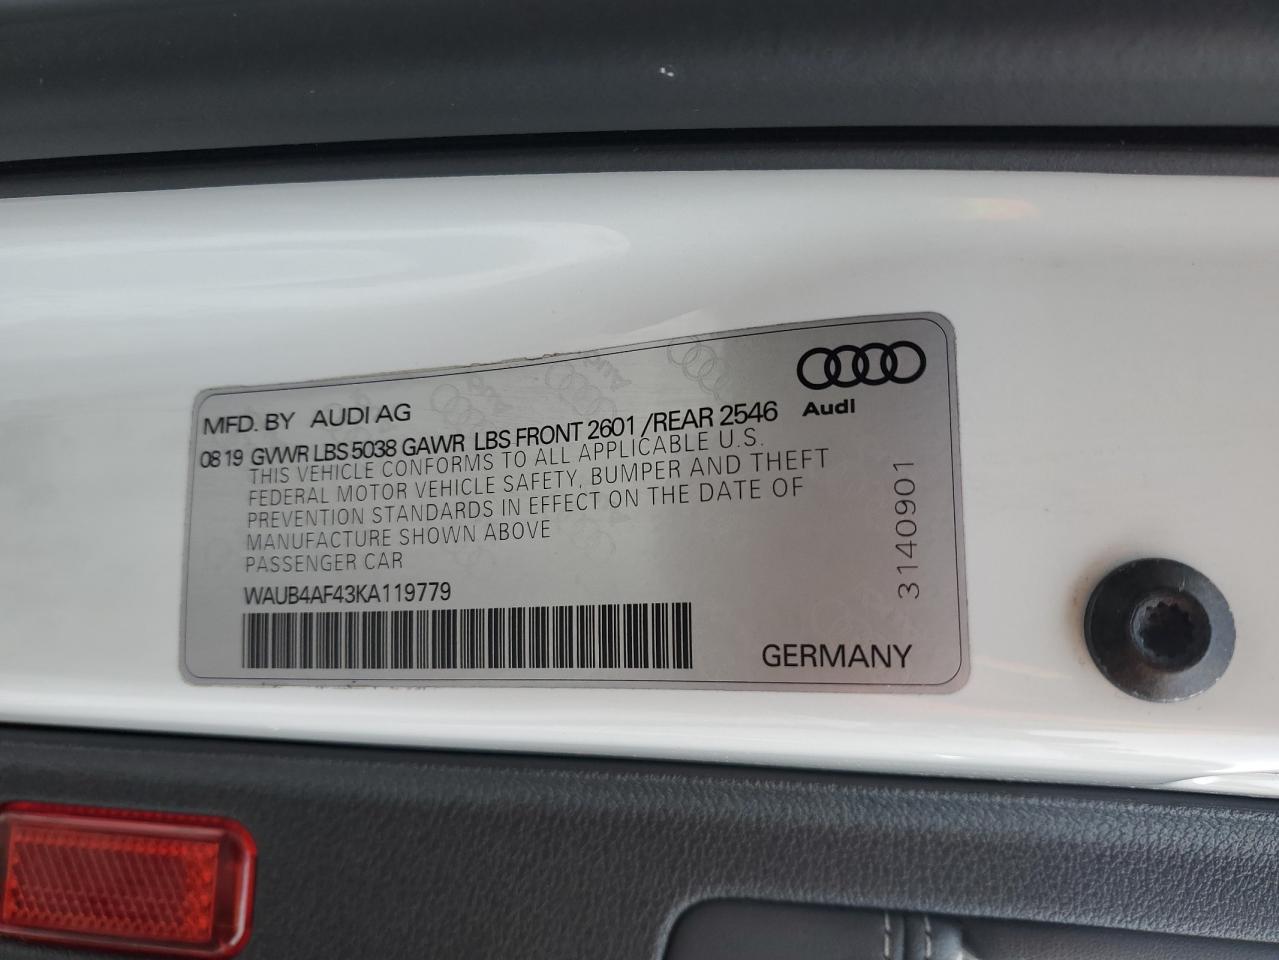 MFD. BY AUDI AG
Audi
08 19 GVWR LBS 5038 GAWR LBS FRONT 2601 /REAR 2546
THIS VEHICLE CONFORMS TO ALL APPLICABLE U.S.
FEDERAL MOTOR VEHICLE SAFETY, BUMPER AND THEFT
PREVENTION STANDARDS IN EFFECT ON THE DATE OF
MANUFACTURE SHOWN ABOVE
PASSENGER CAR
WAUB4AF43KA119779
3140901
GERMANY